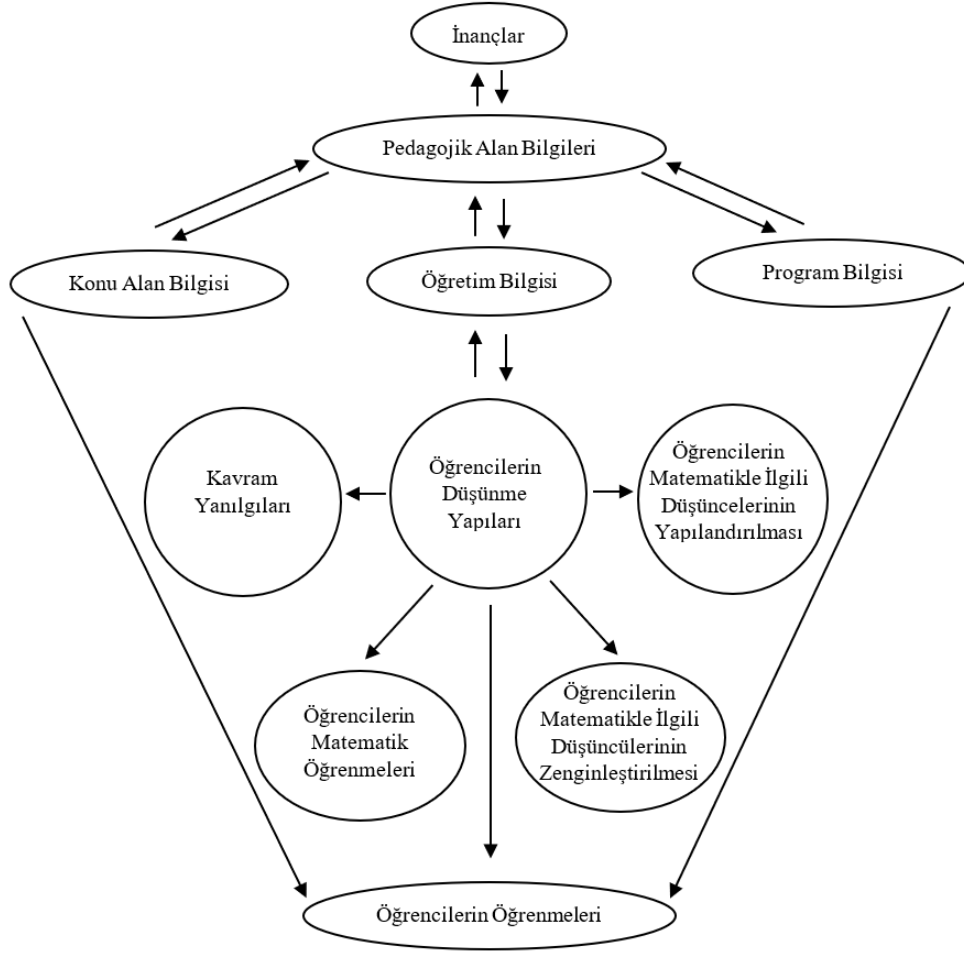 İnançlar
Pedagojik Alan Bilgileri
Konu Alan Bilgisi
Öğretim Bilgisi
Program Bilgisi
Kavram
Yanılgıları
Öğrencilerin
Düşünme
Yapıları
Öğrencilerin
Matematikle İlgili
Düşüncelerinin
Yapılandırılması
Öğrencilerin
Matematik
Öğrenmeleri
Öğrencilerin
Matematikle İlgili
Düşüncülerinin
Zenginleştirilmesi
Öğrencilerin Öğrenmeleri